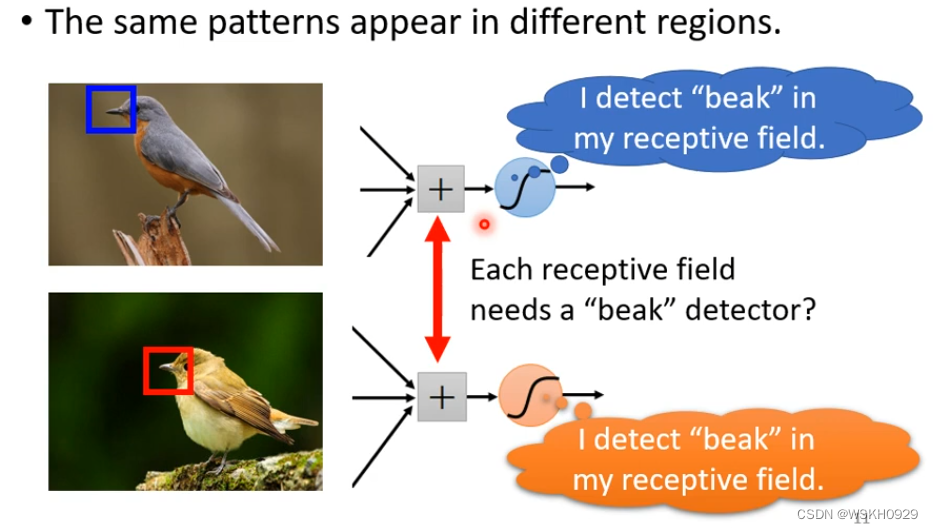 • The same patterns appear in different regions.
I detect “beak” in
my receptive field.
+
Each receptive field
needs a “beak” detector?
+
I detect “beak” in
my receptive field.
11
CSDN @WSKH0929